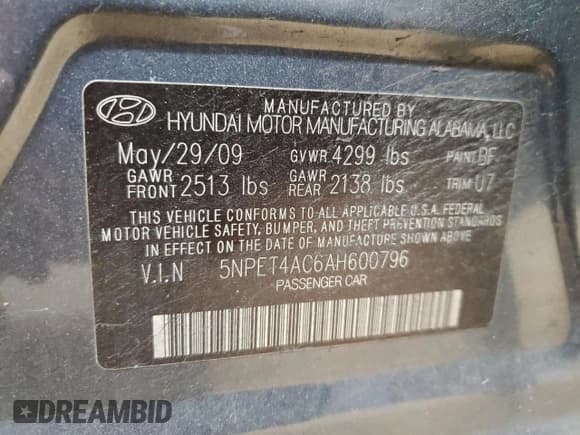 MANUFACTURED BY
HYUNDAI MOTOR MANUFACTURING ALABAMA, LLC
May/29/09 GVWR 4299 lbs PAINT BF
GAWR FRONT 2513 lbs GAWR REAR 2138 lbs TRIM U7
THIS VEHICLE CONFORMS TO ALL APPLICABLE U.S.A. FEDERAL
MOTOR VEHICLE SAFETY, BUMPER, AND THEFT PREVENTION STANDARDS
IN EFFECT ON THE DATE OF MANUFACTURE SHOWN ABOVE
V.I.N 5NPET4AC6AH600796
PASSENGER CAR
DREAMBID